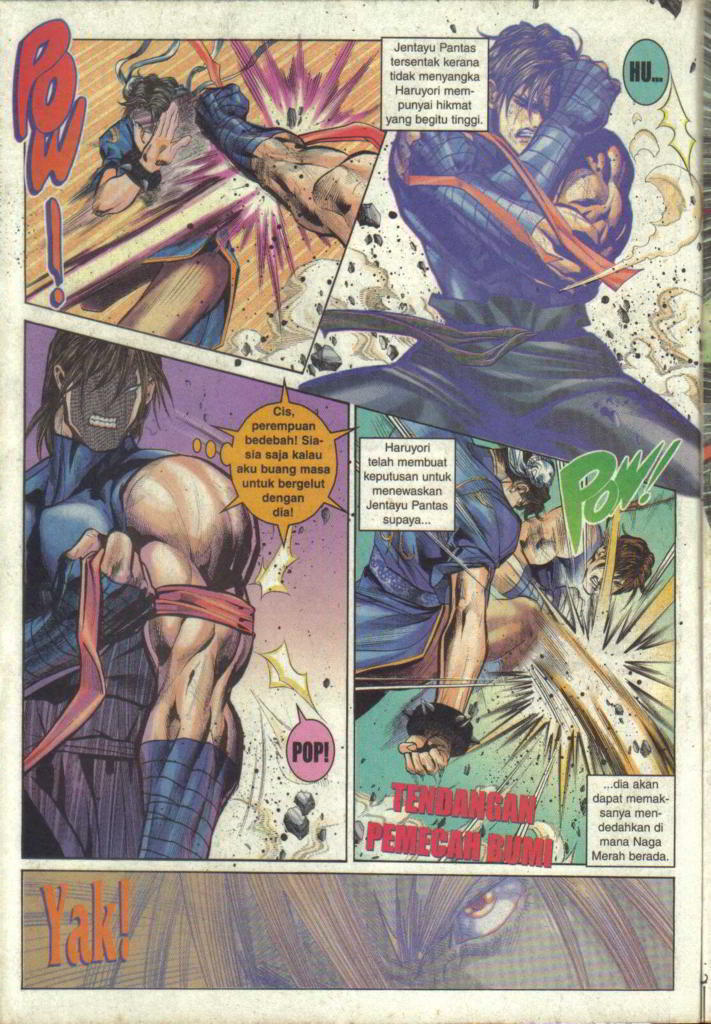 POW!
Jentayu Pantas
tersentak kerana
tidak menyangka
Haruyori mem-
punyai hikmat
yang begitu tinggi.
HU...
Cis,
perempuan
bedebah! Sia-
sia saja kalau
aku buang masa
untuk bergelut
dengan
dia!
POP!
Haruyori
telah membuat
keputusan untuk
menewaskan
Jentayu Pantas
supaya...
POW!
TENDANGAN
PEMECAH BUMI
...dia akan
dapat memak-
sanya men-
dedahkan di
mana Naga
Merah berada.
Yak!